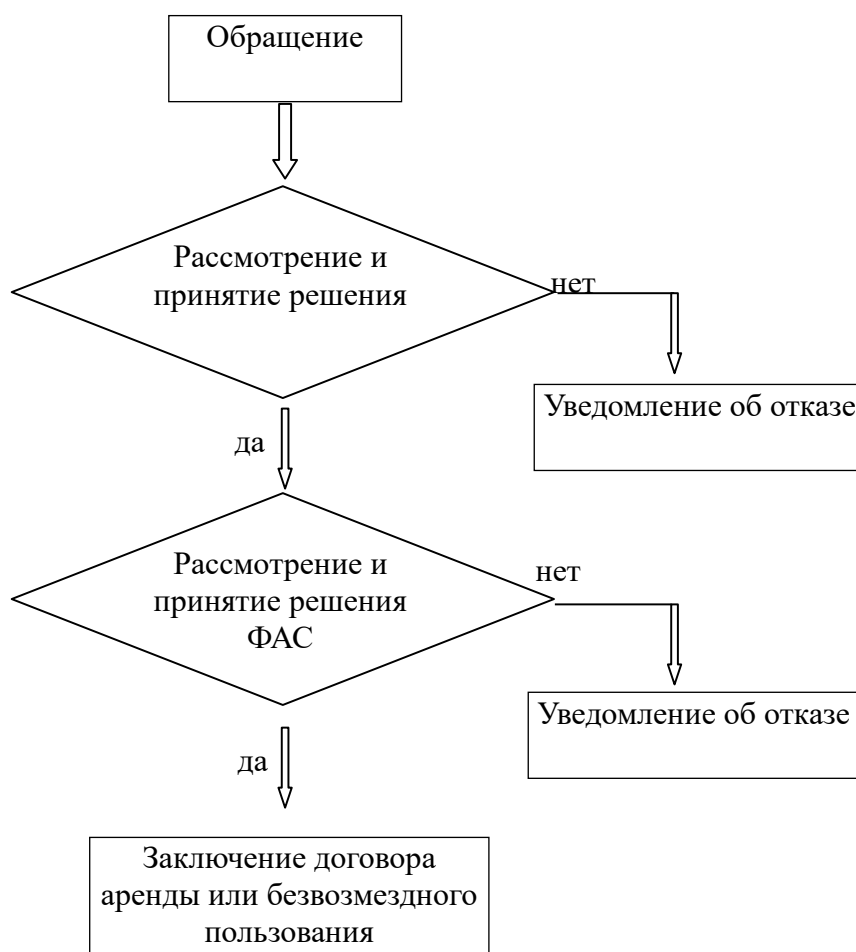 Обращение
Рассмотрение и
принятие решения
нет
Уведомление об отказе
да
Рассмотрение и
принятие решения
ФАС
нет
Уведомление об отказе
да
Заключение договора
аренды или безвозмездного
пользования